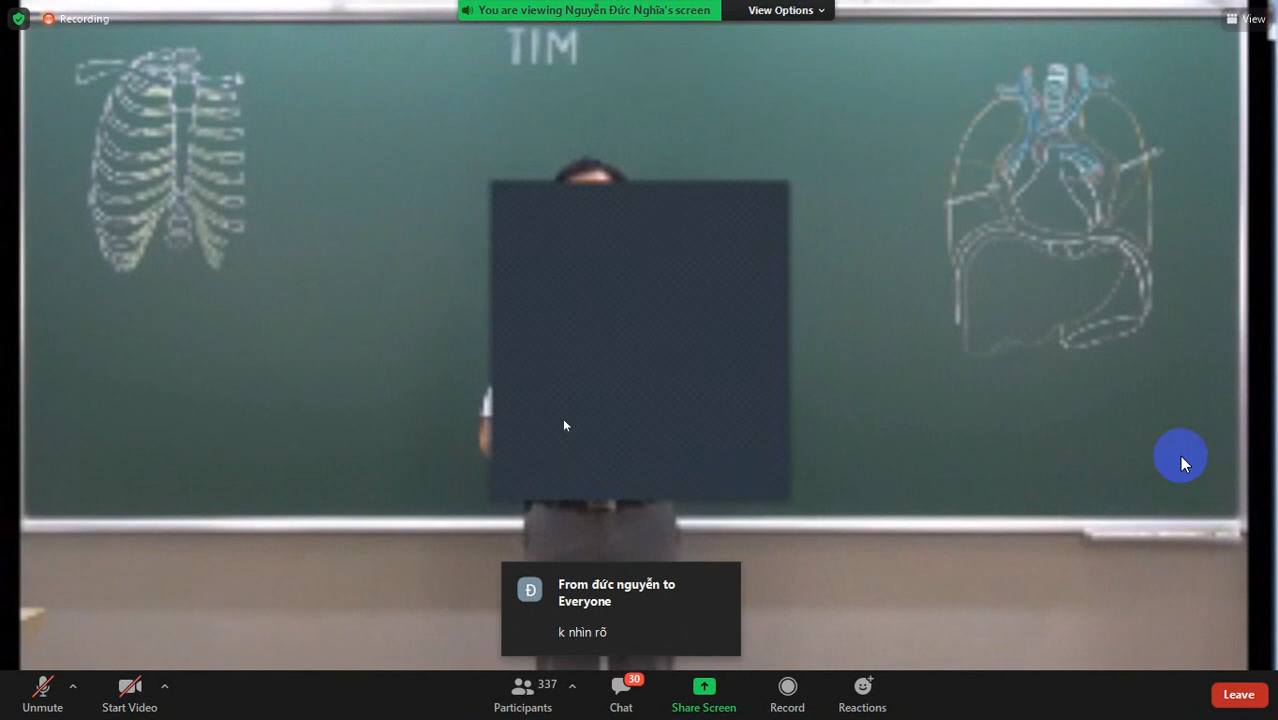 You are viewing Nguyễn Đức Nghĩa's screen
View Options
Recording
View
TIM
From đức nguyễn to
Everyone
k nhìn rõ
Đ
Unmute
Start Video
337
Participants
30
Chat
Share Screen
Record
Reactions
Leave